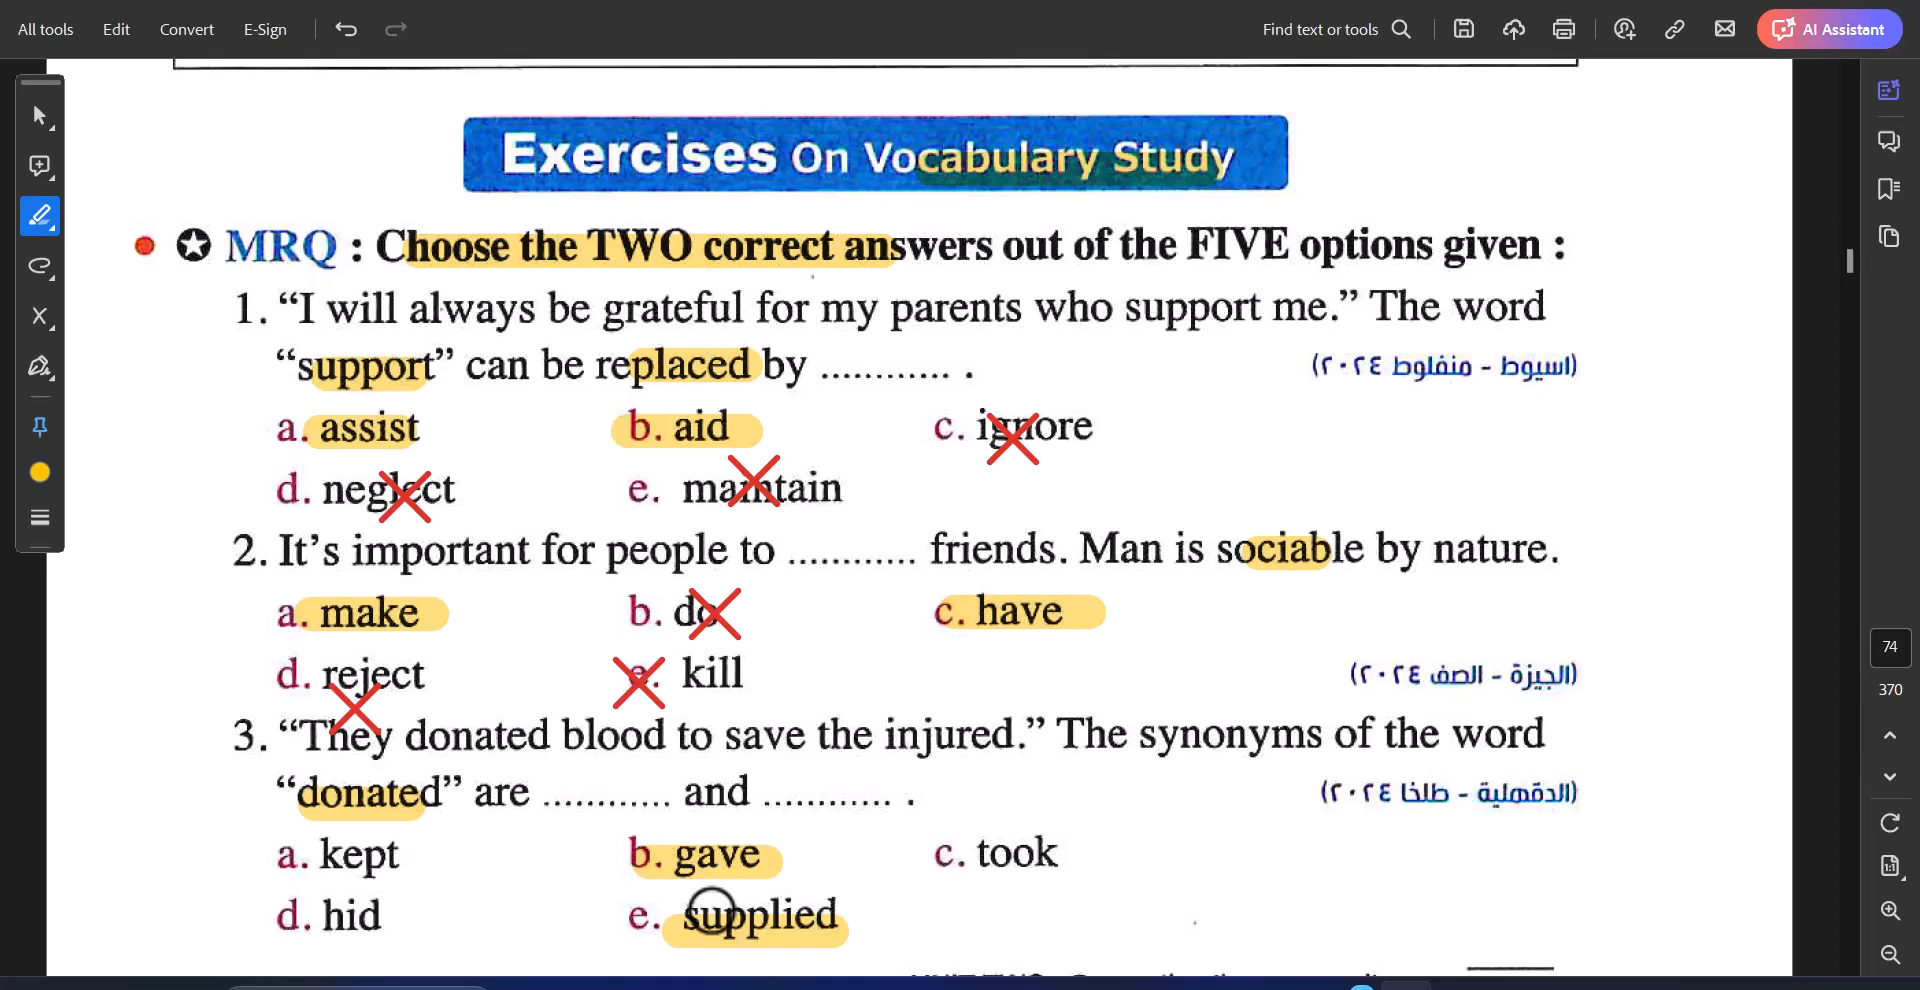 All tools Edit Convert E-Sign Find text or tools AI Assistant
Exercises On Vocabulary Study
MRQ : Choose the TWO correct answers out of the FIVE options given :
1. “I will always be grateful for my parents who support me.” The word
“support” can be replaced by ............ . (اسيوط - منفلوط ٢٠٢٤)
a. assist b. aid c. ignore
d. neglect e. maintain
2. It’s important for people to ............ friends. Man is sociable by nature.
a. make b. do c. have
d. reject e. kill (الجيزة - الصف ٢٠٢٤)
3. “They donated blood to save the injured.” The synonyms of the word
“donated” are ............ and ............ . (الدقهلية - طلخا ٢٠٢٤)
a. kept b. gave c. took
d. hid e. supplied
74
370